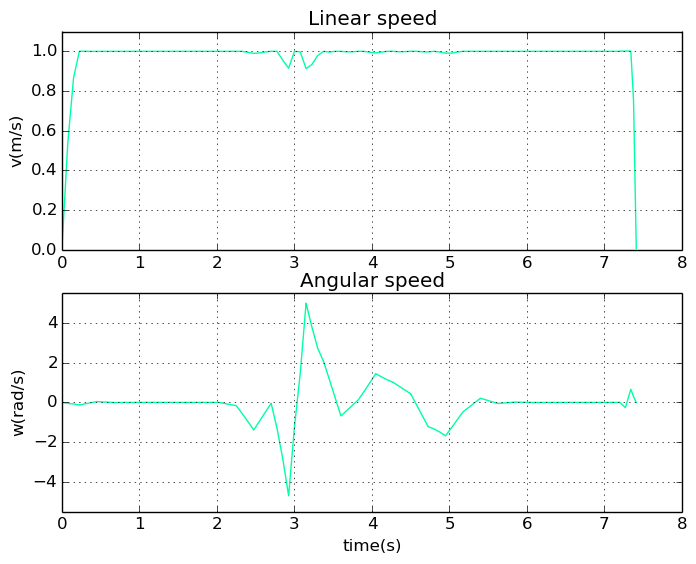 Linear speed
v(m/s)
1.0
0.8
0.6
0.4
0.2
0.0
0 1 2 3 4 5 6 7 8
Angular speed
w(rad/s)
4
2
0
−2
−4
0 1 2 3 4 5 6 7 8
time(s)